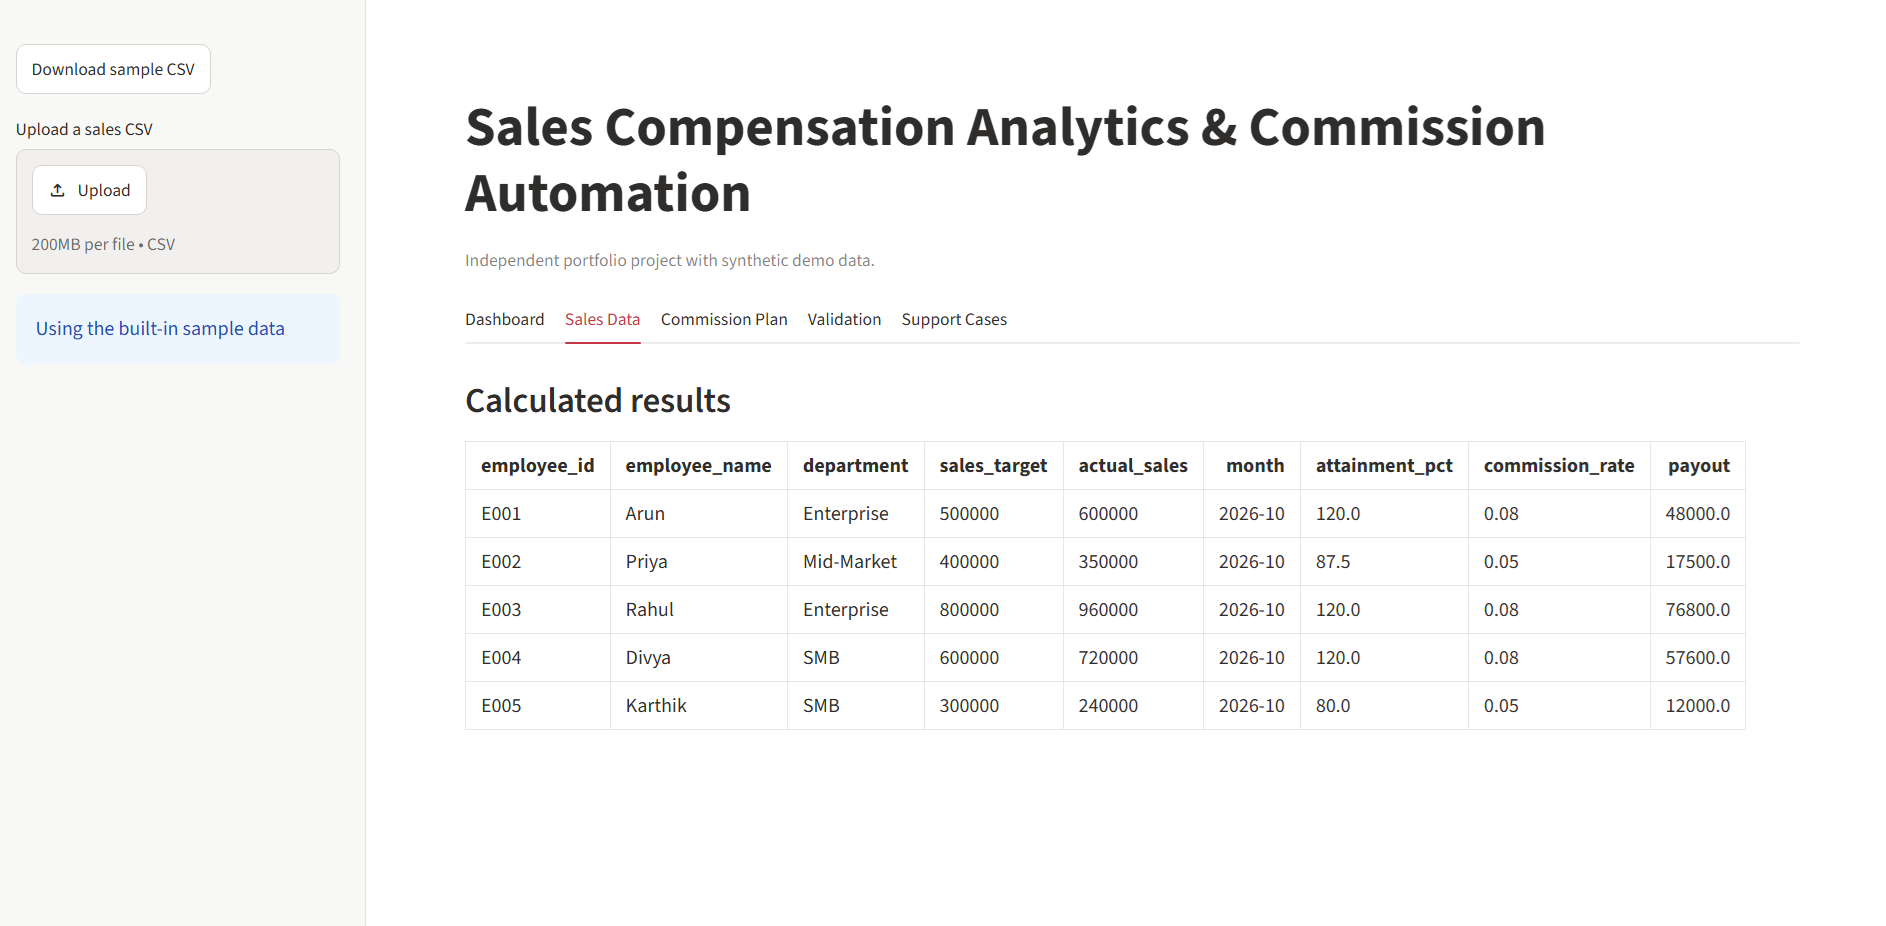 Download sample CSV
Upload a sales CSV
Upload
200MB per file • CSV
Using the built-in sample data
Sales Compensation Analytics & Commission
Automation
Independent portfolio project with synthetic demo data.
Dashboard Sales Data Commission Plan Validation Support Cases
Calculated results
employee_id employee_name department sales_target actual_sales month attainment_pct commission_rate payout
E001 Arun Enterprise 500000 600000 2026-10 120.0 0.08 48000.0
E002 Priya Mid-Market 400000 350000 2026-10 87.5 0.05 17500.0
E003 Rahul Enterprise 800000 960000 2026-10 120.0 0.08 76800.0
E004 Divya SMB 600000 720000 2026-10 120.0 0.08 57600.0
E005 Karthik SMB 300000 240000 2026-10 80.0 0.05 12000.0